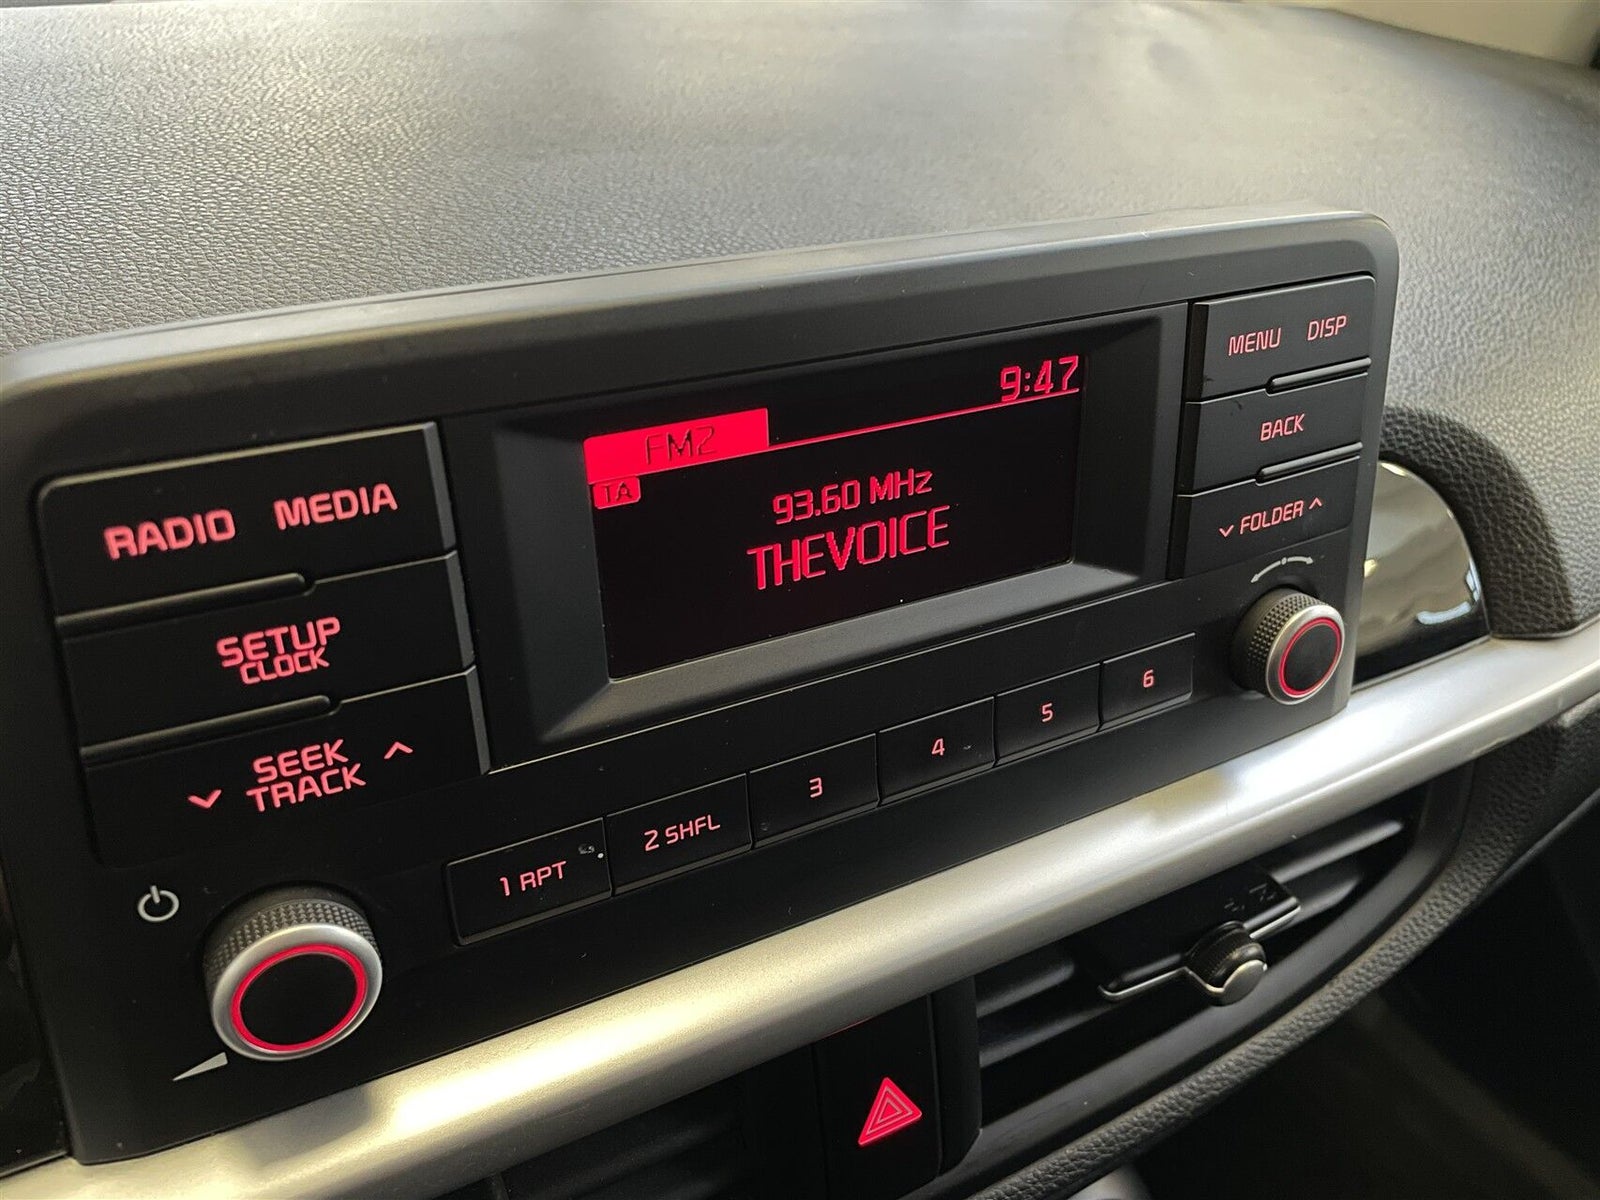 9:47
FM2
TA
93.60 MHz
THEVOICE
RADIO MEDIA
SETUP
CLOCK
SEEK
TRACK
MENU DISP
BACK
FOLDER
1 RPT
2 SHFL
3
4
5
6